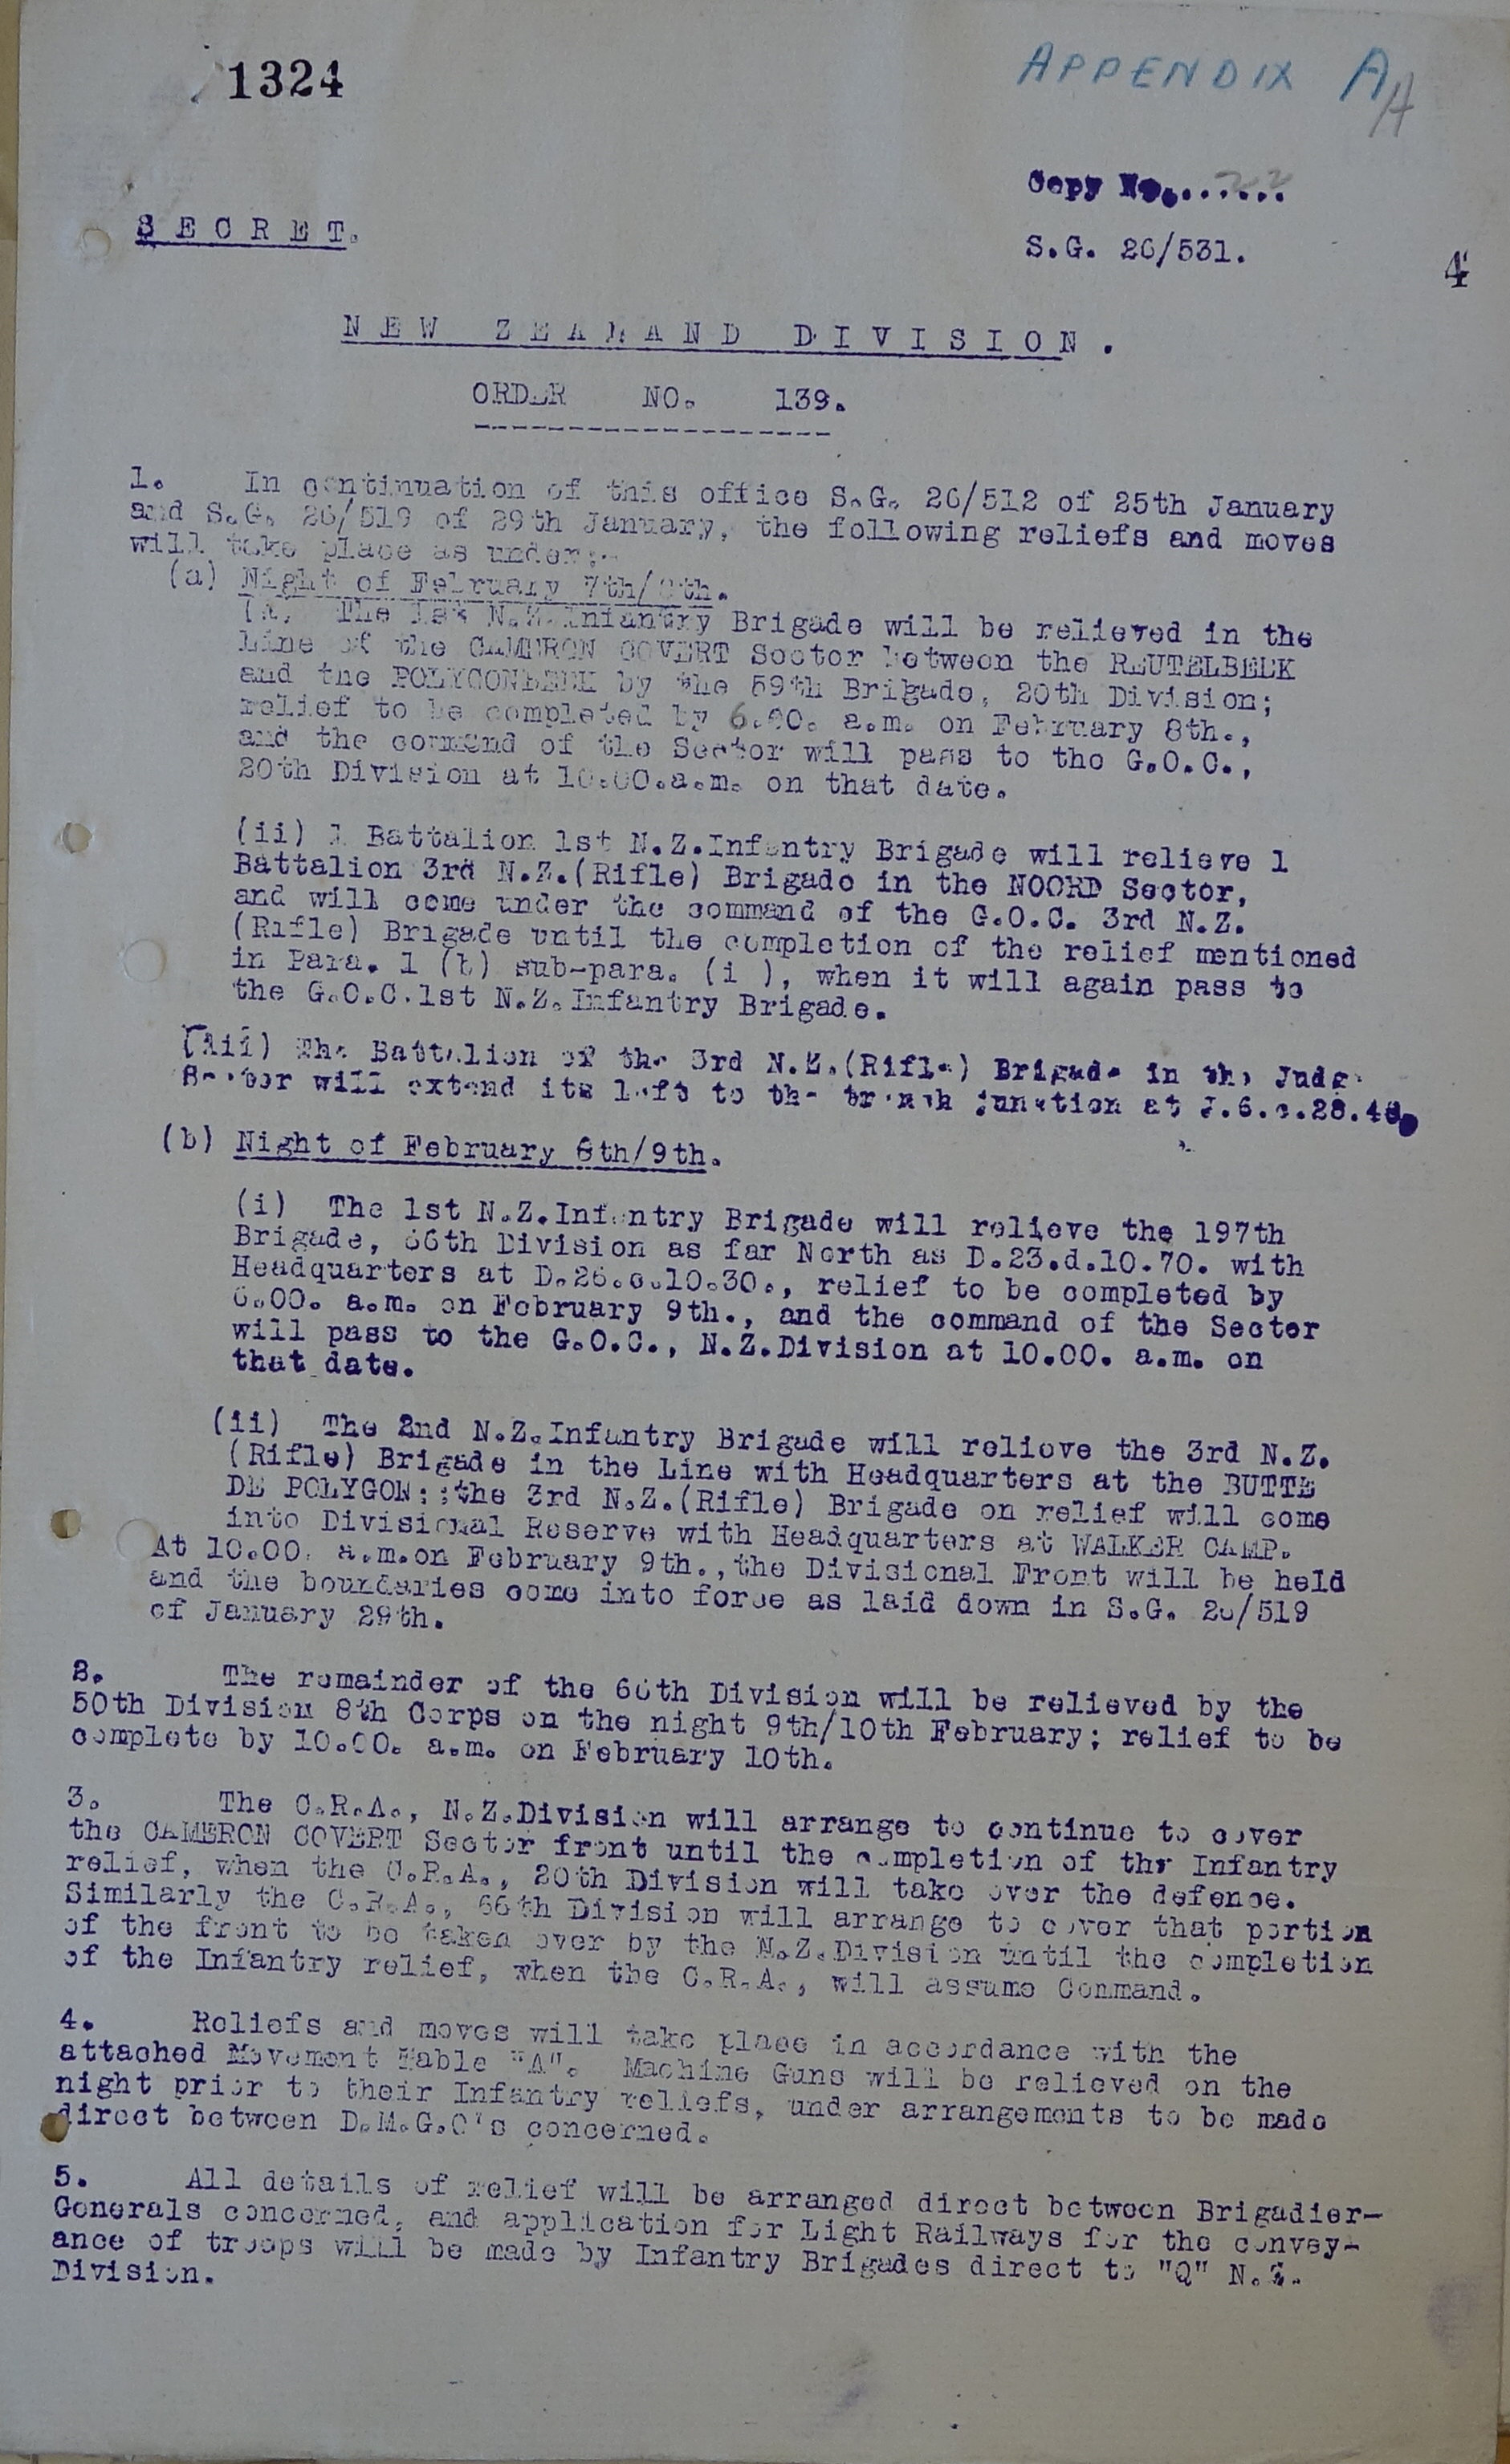 1324
APPENDIX A
A
Copy No....... 22
SECRET.
S.G. 26/531.
4
NEW ZEALAND DIVISION.
ORDER NO. 139.
1. In continuation of this office S.G. 26/512 of 25th January
and S.G. 26/519 of 29th January, the following reliefs and moves
will take place as under:-
(a) Night of February 7th/8th.
The 1st N.Z. Infantry Brigade will be relieved in the
Line of the CAMERON COVERT Sector between the REUTELBEEK
and the POLYGONBEEK by the 59th Brigade, 20th Division;
relief to be completed by 6.00. a.m. on February 8th.,
and the command of the Sector will pass to the G.O.C.,
20th Division at 10.00.a.m. on that date.
(ii) 1 Battalion 1st N.Z.Infantry Brigade will relieve 1
Battalion 3rd N.Z.(Rifle) Brigade in the NOORD Sector,
and will come under the command of the G.O.C. 3rd N.Z.
(Rifle) Brigade until the completion of the relief mentioned
in Para. 1 (b) sub-para. (i ), when it will again pass to
the G.O.C.1st N.Z.Infantry Brigade.
(iii) The Battalion of the 3rd N.Z.(Rifle) Brigade in the Judge
Sector will extend its left to the trench junction at J.6.c.28.48.
(b) Night of February 8th/9th.
(i) The 1st N.Z.Infantry Brigade will relieve the 197th
Brigade, 66th Division as far North as D.23.d.10.70. with
Headquarters at D.26.c.10.30., relief to be completed by
6.00. a.m. on February 9th., and the command of the Sector
will pass to the G.O.C., N.Z.Division at 10.00. a.m. on
that date.
(ii) The 2nd N.Z.Infantry Brigade will relieve the 3rd N.Z.
(Rifle) Brigade in the Line with Headquarters at the BUTTE
DE POLYGON; ;the 3rd N.Z.(Rifle) Brigade on relief will come
into Divisional Reserve with Headquarters at WALKER CAMP.
At 10.00. a.m.on February 9th.,the Divisional Front will be held
and the boundaries come into force as laid down in S.G. 26/519
of January 29th.
2. The remainder of the 66th Division will be relieved by the
50th Division 8th Corps on the night 9th/10th February; relief to be
complete by 10.00. a.m. on February 10th.
3. The C.R.A., N.Z.Division will arrange to continue to cover
the CAMERON COVERT Sector front until the completion of the Infantry
relief, when the C.R.A., 20th Division will take over the defence.
Similarly the C.R.A., 66th Division will arrange to cover that portion
of the front to be taken over by the N.Z.Division until the completion
of the Infantry relief, when the C.R.A., will assume Command.
4. Reliefs and moves will take place in accordance with the
attached Movement Table "A". Machine Guns will be relieved on the
night prior to their Infantry reliefs, under arrangements to be made
direct between D.M.G.O's concerned.
5. All details of relief will be arranged direct between Brigadier-
Generals concerned, and application for Light Railways for the convey-
ance of troops will be made by Infantry Brigades direct to "Q" N.Z.
Division.